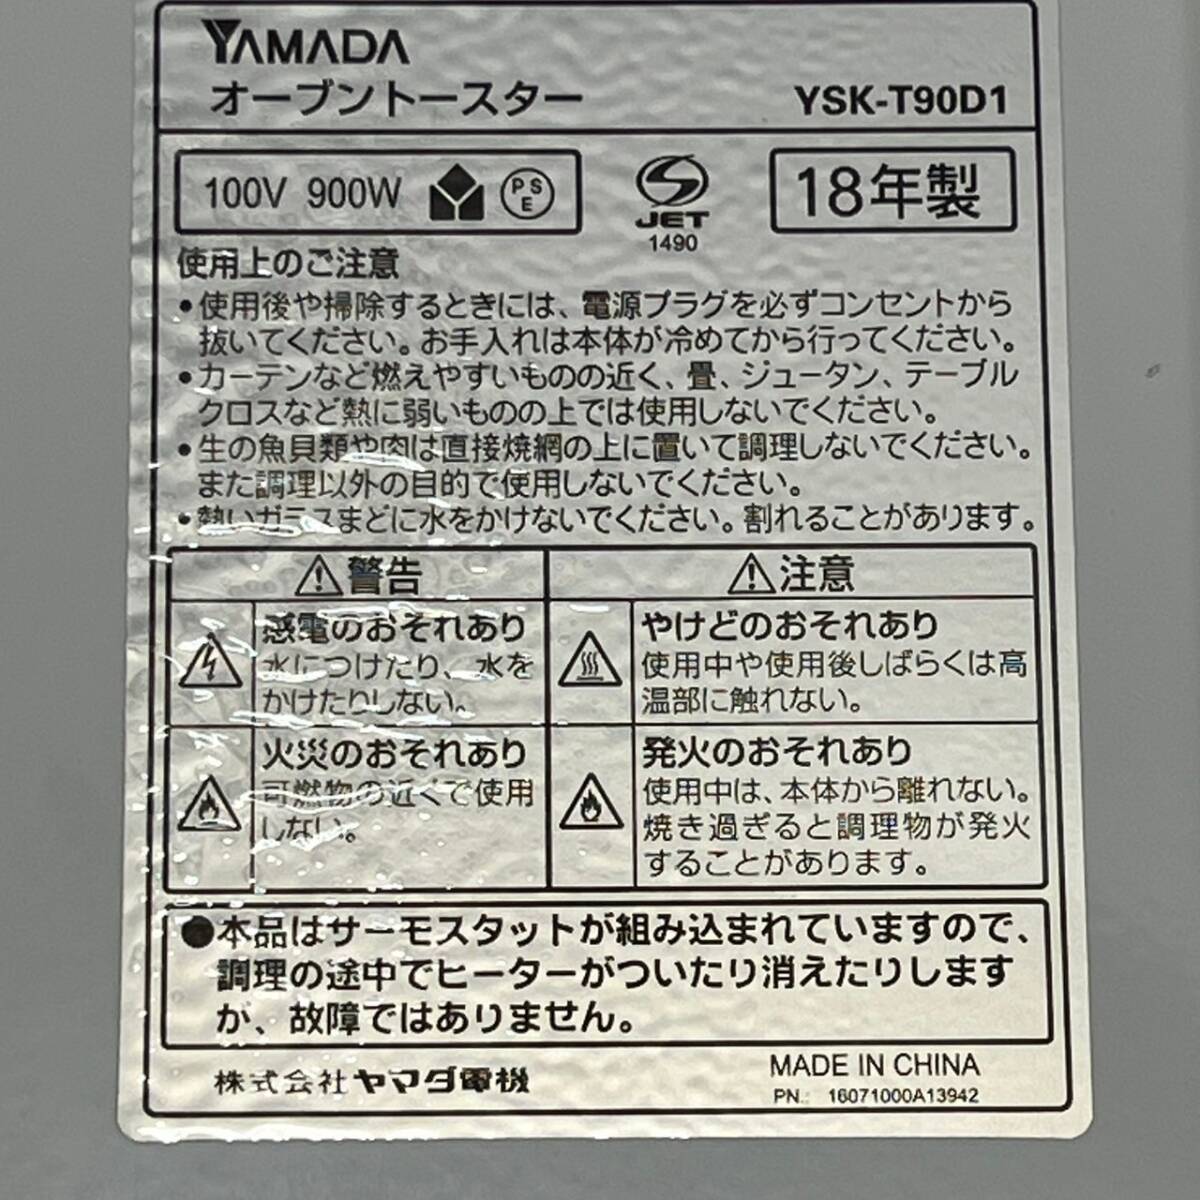 YAMADA
オーブントースター YSK-T90D1
100V 900W PSE
JET
1490
18年製
使用上のご注意
•使用後や掃除するときには、電源プラグを必ずコンセントから
抜いてください。お手入れは本体が冷めてから行ってください。
•カーテンなど燃えやすいものの近く、畳、ジュータン、テーブル
クロスなど熱に弱いものの上では使用しないでください。
•生の魚貝類や肉は直接焼網の上に置いて調理しないでください。
また調理以外の目的で使用しないでください。
•熱いガラスまどに水をかけないでください。割れることがあります。
警告
感電のおそれあり
水につけたり、水を
かけたりしない。
火災のおそれあり
可燃物の近くで使用
しない。
注意
やけどのおそれあり
使用中や使用後しばらくは高
温部に触れない。
発火のおそれあり
使用中は、本体から離れない。
焼き過ぎると調理物が発火
することがあります。
●本品はサーモスタットが組み込まれていますので、
調理の途中でヒーターがついたり消えたりします
が、故障ではありません。
株式会社ヤマダ電機
MADE IN CHINA
PN.: 16071000A13942